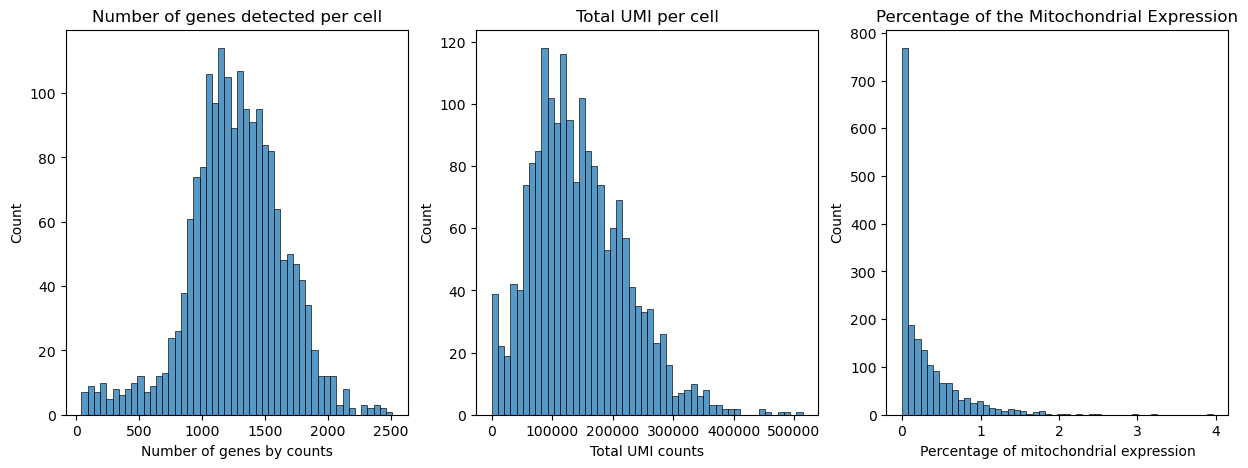 Number of genes detected per cell
Count
100
80
60
40
20
0
0 500 1000 1500 2000 2500
Number of genes by counts
Total UMI per cell
Count
120
100
80
60
40
20
0
0 100000 200000 300000 400000 500000
Total UMI counts
Percentage of the Mitochondrial Expression
Count
800
700
600
500
400
300
200
100
0
0 1 2 3 4
Percentage of mitochondrial expression